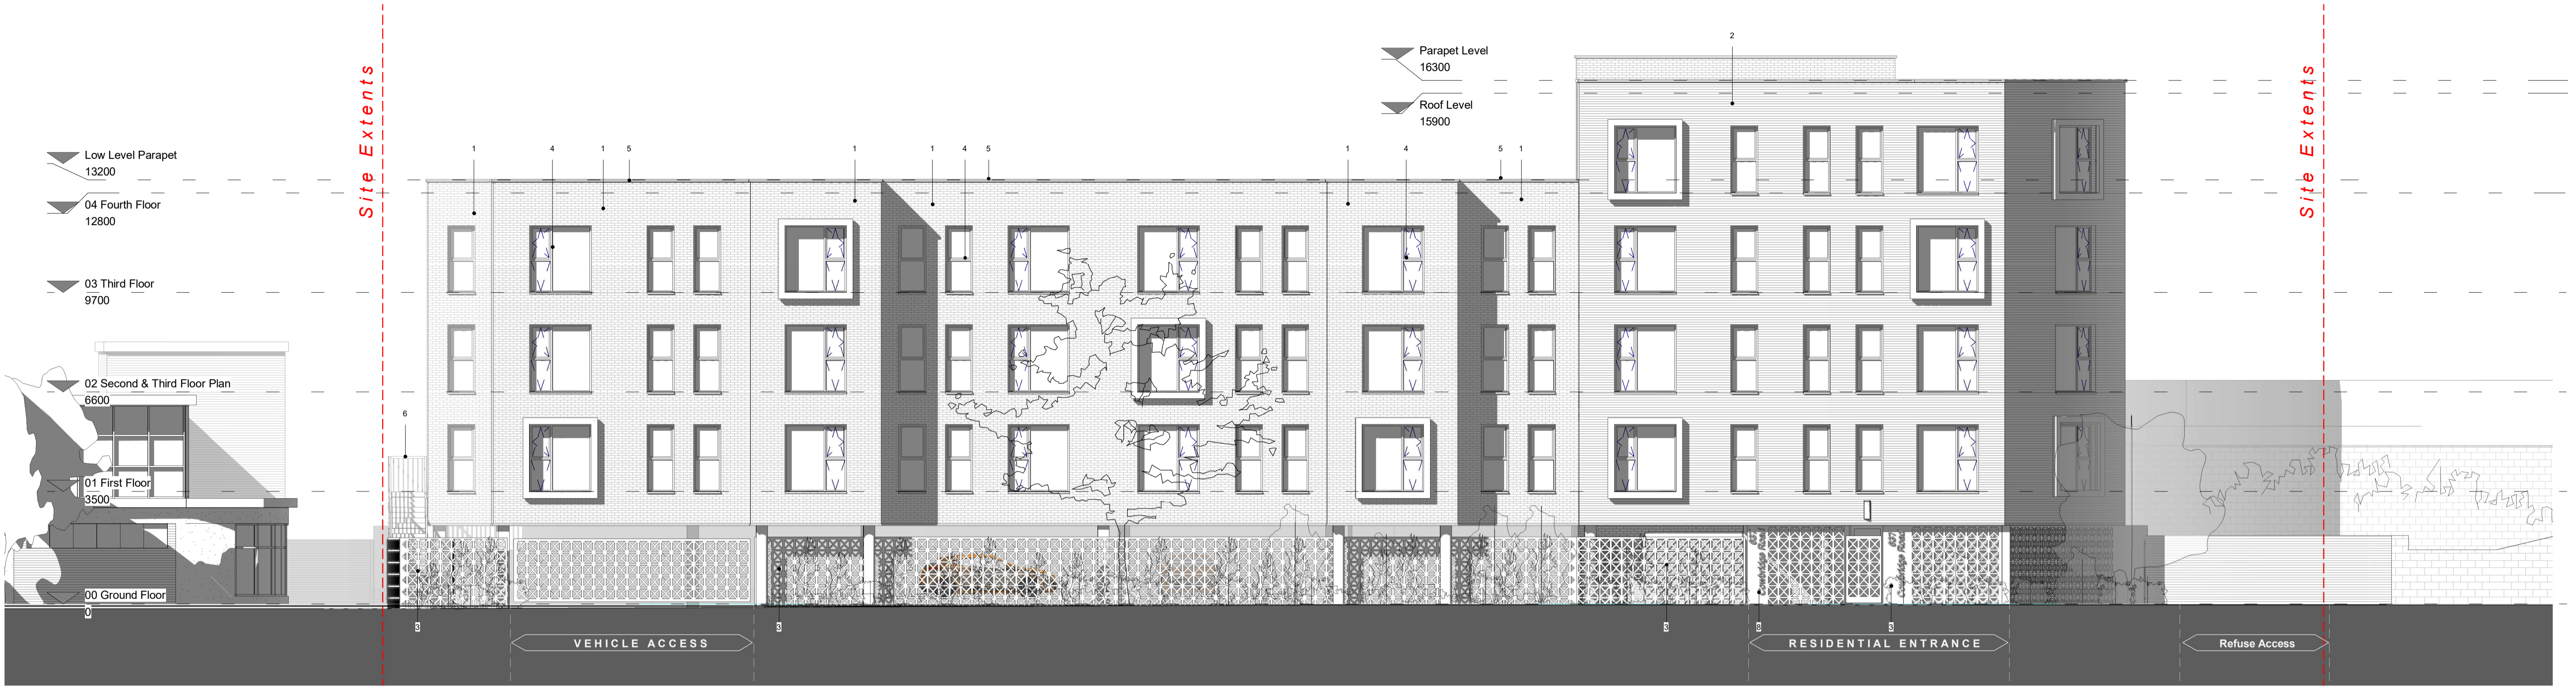 Site Extents
Site Extents
Parapet Level
16300
Roof Level
15900
2
Low Level Parapet
13200
04 Fourth Floor
12800
03 Third Floor
9700
02 Second & Third Floor Plan
6600
01 First Floor
3500
00 Ground Floor
0
1
4
1
5
1
1
4
5
1
4
5
1
6
3
3
3
8
3
VEHICLE ACCESS
RESIDENTIAL ENTRANCE
Refuse Access